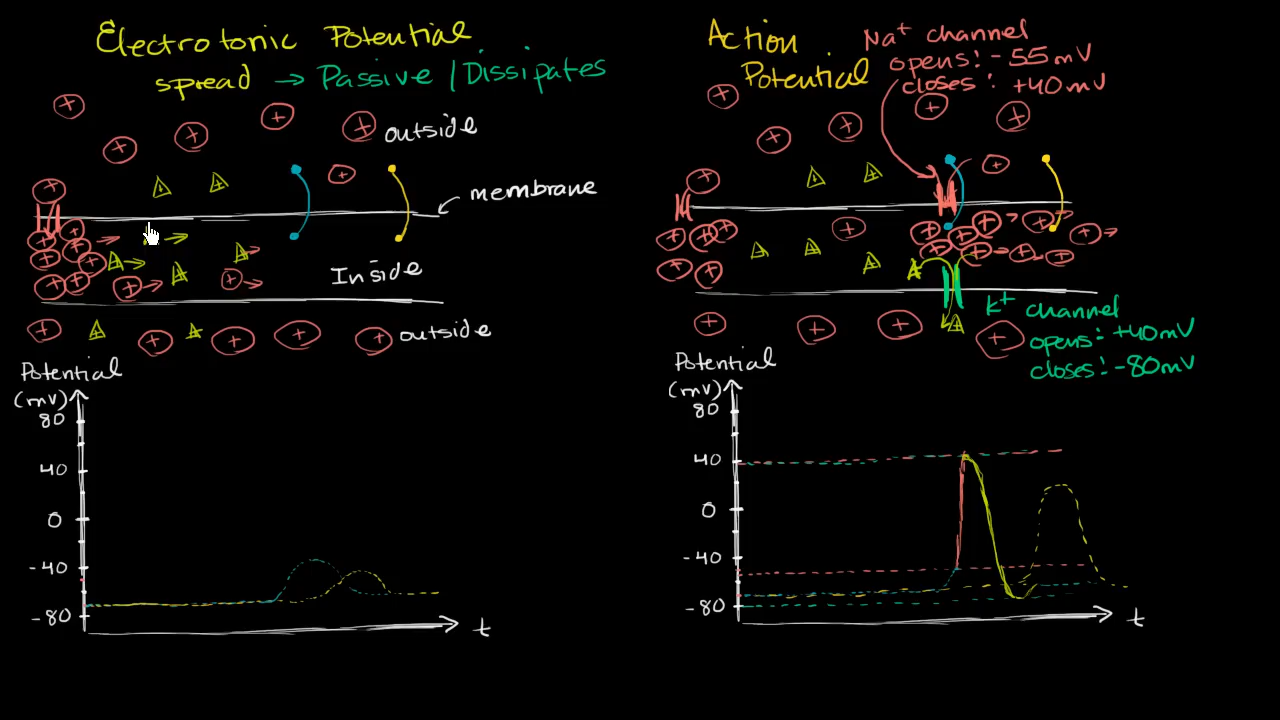 Electrotonic Potential
spread → Passive / Dissipates
outside
membrane
Inside
outside
Potential
(mV)
80
40
0
-40
-80
t
Action
Potential
Na+ channel
opens: -55mV
closes: +40mV
K+ channel
opens: +40mV
closes: -80mV
Potential
(mV)
80
40
0
-40
-80
t